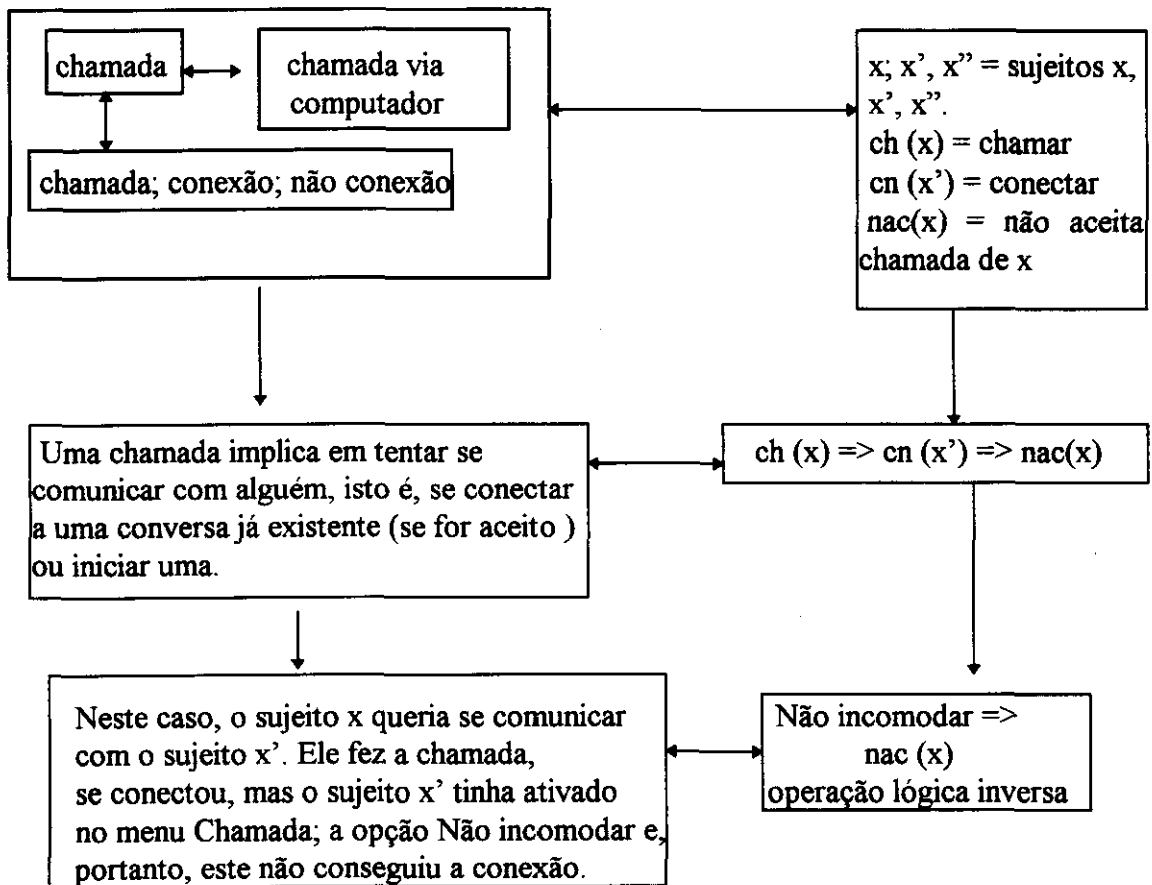 chamada
chamada via
computador
chamada; conexão; não conexão
x; x', x" = sujeitos x,
x', x".
ch (x) = chamar
cn (x') = conectar
nac(x) = não aceita
chamada de x
Uma chamada implica em tentar se
comunicar com alguém, isto é, se conectar
a uma conversa já existente (se for aceito )
ou iniciar uma.
ch (x) => cn (x') => nac(x)
Neste caso, o sujeito x queria se comunicar
com o sujeito x'. Ele fez a chamada,
se conectou, mas o sujeito x' tinha ativado
no menu Chamada; a opção Não incomodar e,
portanto, este não conseguiu a conexão.
Não incomodar =>
nac (x)
operação lógica inversa